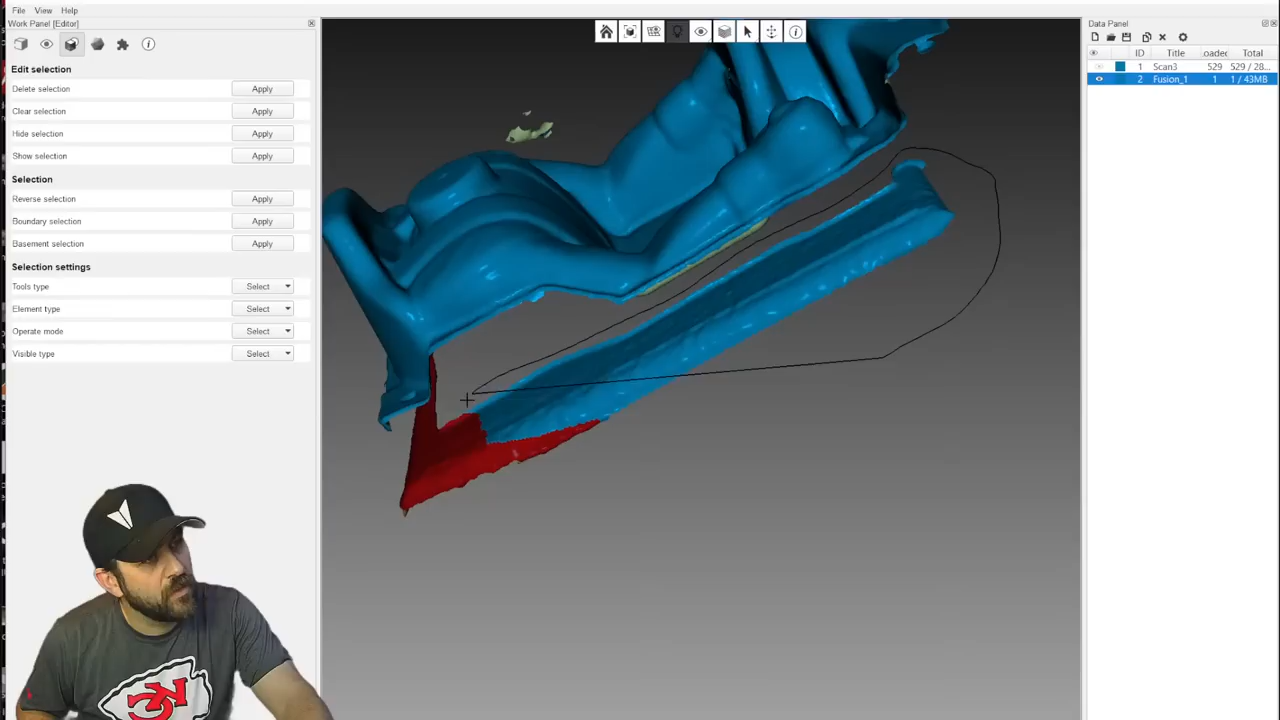 File View Help
Work Panel [Editor]
Edit selection
Delete selection Apply
Clear selection Apply
Hide selection Apply
Show selection Apply
Selection
Reverse selection Apply
Boundary selection Apply
Basement selection Apply
Selection settings
Tools type Select
Element type Select
Operate mode Select
Visible type Select
Data Panel
ID Title oadec Total
1 Scan3 529 529 / 28...
2 Fusion_1 1 1 / 43MB
KC